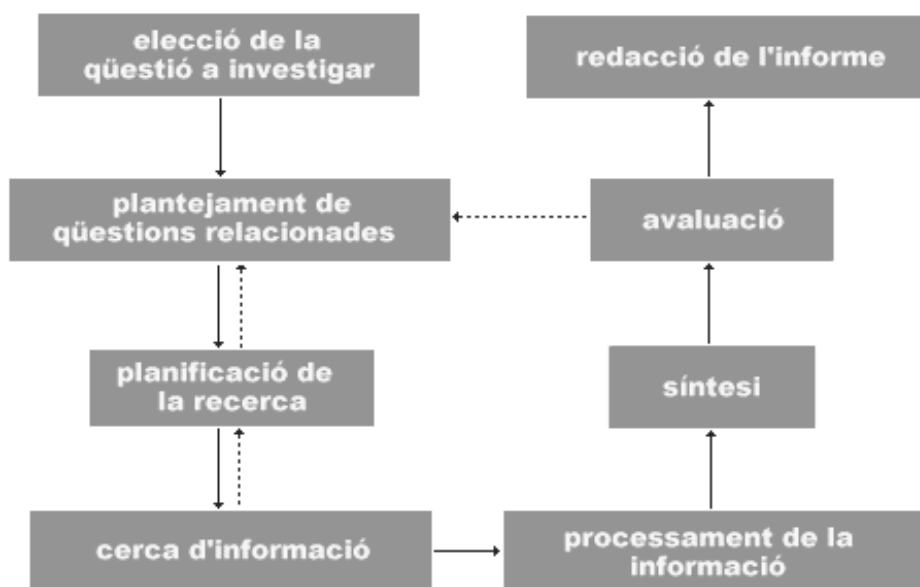 elecció de la
qüestió a investigar
plantejament de
qüestions relacionades
planificació de
la recerca
cerca d'informació
processament de la
informació
síntesi
avaluació
redacció de l'informe